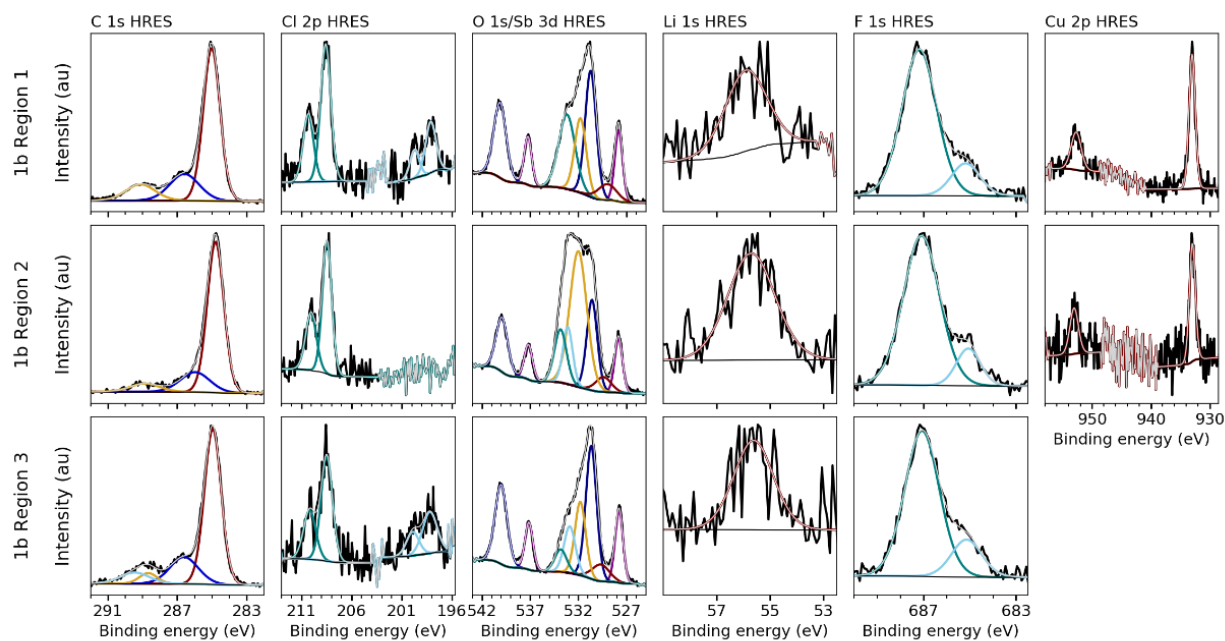 C 1s HRES
Cl 2p HRES
O 1s/Sb 3d HRES
Li 1s HRES
F 1s HRES
Cu 2p HRES
1b Region 1
Intensity (au)
1b Region 2
Intensity (au)
950 940 930
Binding energy (eV)
1b Region 3
Intensity (au)
291 287 283
211 206 201 196
542 537 532 527
57 55 53
687 683
Binding energy (eV)
Binding energy (eV)
Binding energy (eV)
Binding energy (eV)
Binding energy (eV)